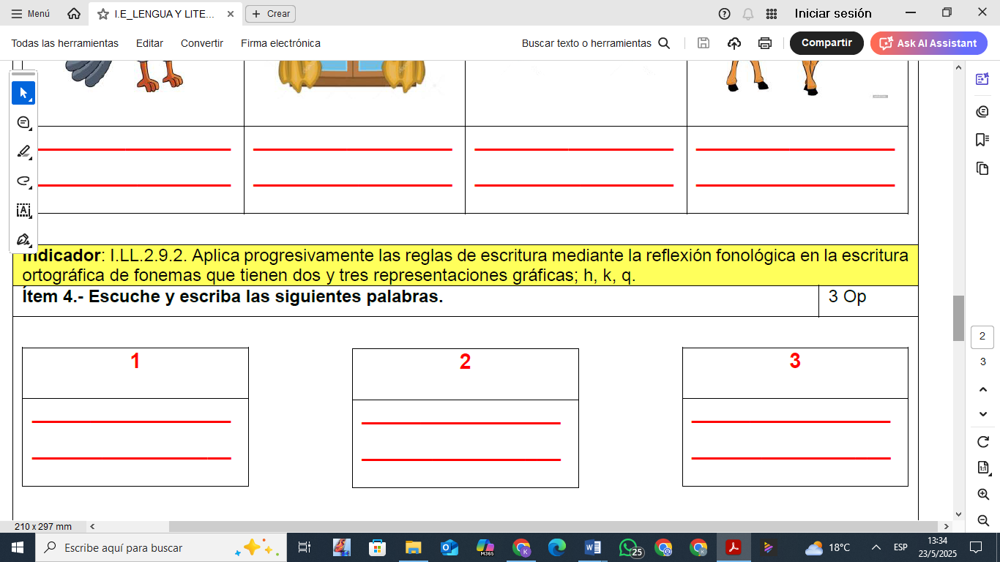 Menú
I.E_LENGUA Y LITE...
Crear
Iniciar sesión
Todas las herramientas
Editar
Convertir
Firma electrónica
Buscar texto o herramientas
Compartir
Ask AI Assistant
Indicador: I.LL.2.9.2. Aplica progresivamente las reglas de escritura mediante la reflexión fonológica en la escritura
ortográfica de fonemas que tienen dos y tres representaciones gráficas; h, k, q.
Ítem 4.- Escuche y escriba las siguientes palabras.
3 Op
1
2
3
2
3
210 x 297 mm
Escribe aquí para buscar
M365
25
18°C
ESP
13:34
23/5/2025